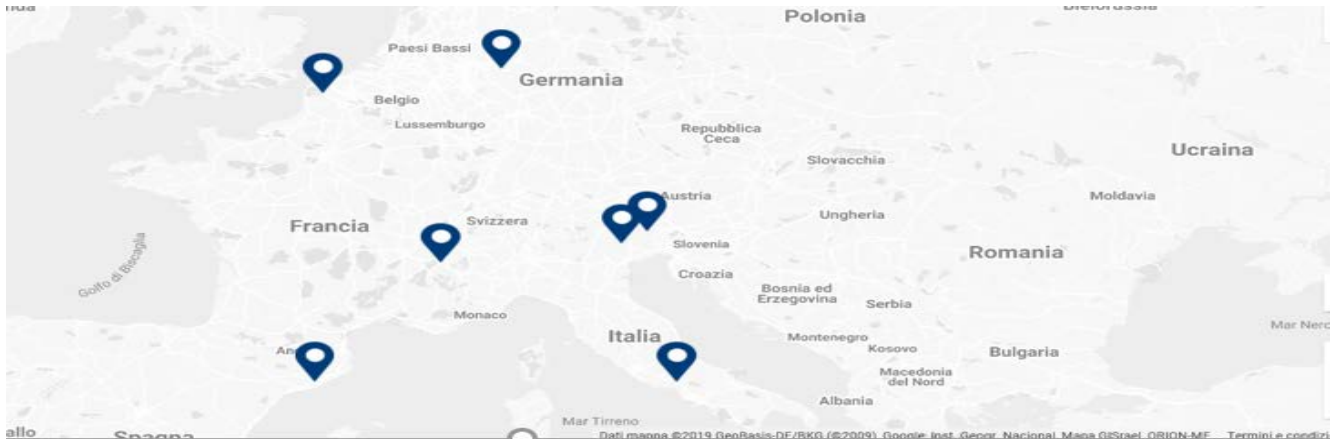 Polonia
Paesi Bassi
Germania
Belgio
Lussemburgo
Repubblica
Ceca
Slovacchia
Ucraina
Austria
Moldavia
Ungheria
Svizzera
Francia
Slovenia
Romania
Croazia
Golfo di Biscaglia
Bosnia ed
Erzegovina
Serbia
Monaco
Mar Nero
Italia
Montenegro
Kosovo
Bulgaria
Macedonia
del Nord
Albania
Mar Tirreno
Spagna
Dati mappa ©2019 GeoBasis-DE/BKG (©2009), Google, Inst. Geogr. Nacional, Mapa GISrael, ORION-ME
Termini e condizi